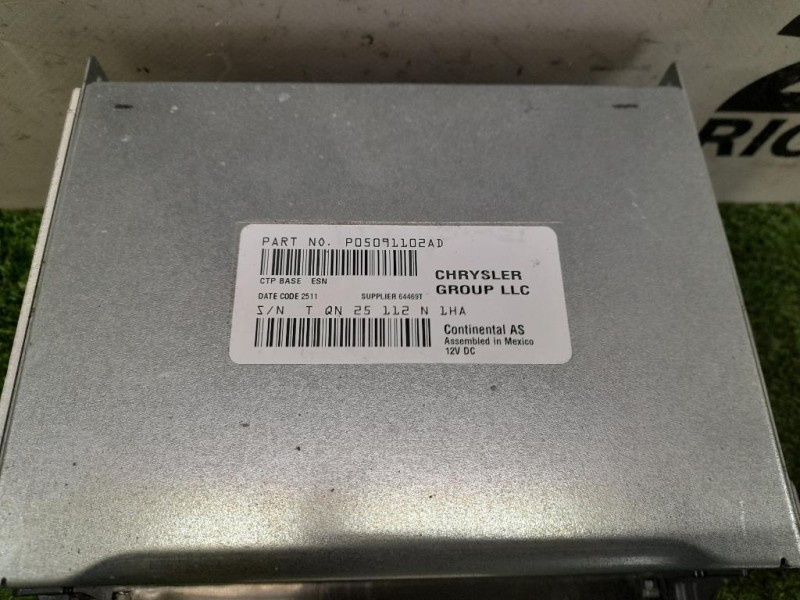 PART NO. P05091102AD
CTP BASE ESN
DATE CODE 2511 SUPPLIER 64469T
S/N T QN 25 112 N 1HA
CHRYSLER
GROUP LLC
Continental AS
Assembled in Mexico
12V DC